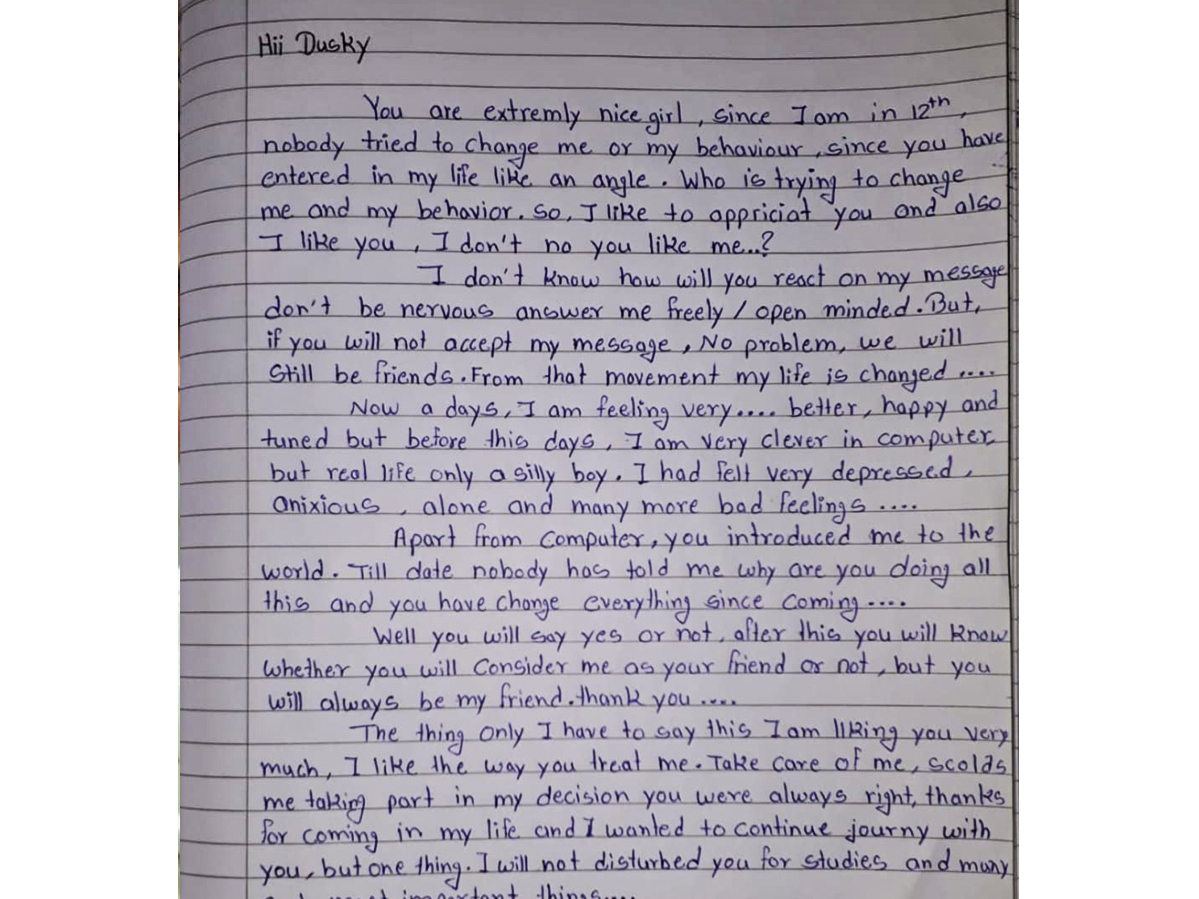 Hii Dusky
You are extremly nice girl, since I am in 12th,
nobody tried to change me or my behaviour, since you have
entered in my life like an angle. Who is trying to change
me and my behavior. So, I like to appriciat you and also
I like you, I don't no you like me..?
I don't know how will you react on my message
don't be nervous answer me freely / open minded. But,
if you will not accept my message, No problem, we will
still be friends. From that movement my life is changed ....
Now a days, I am feeling very.... better, happy and
tuned but before this days, I am very clever in computer
but real life only a silly boy. I had felt very depressed,
anixious, alone and many more bad feelings ....
Apart from computer, you introduced me to the
world. Till date nobody has told me why are you doing all
this and you have change everything since coming....
Well you will say yes or not, after this you will know
whether you will consider me as your friend or not, but you
will always be my friend. thank you ....
The thing only I have to say this I am liking you very
much, I like the way you treat me. Take care of me, scolds
me taking part in my decision you were always right, thanks
for coming in my life and I wanted to continue journy with
you, but one thing. I will not disturbed you for studies and many
important things....